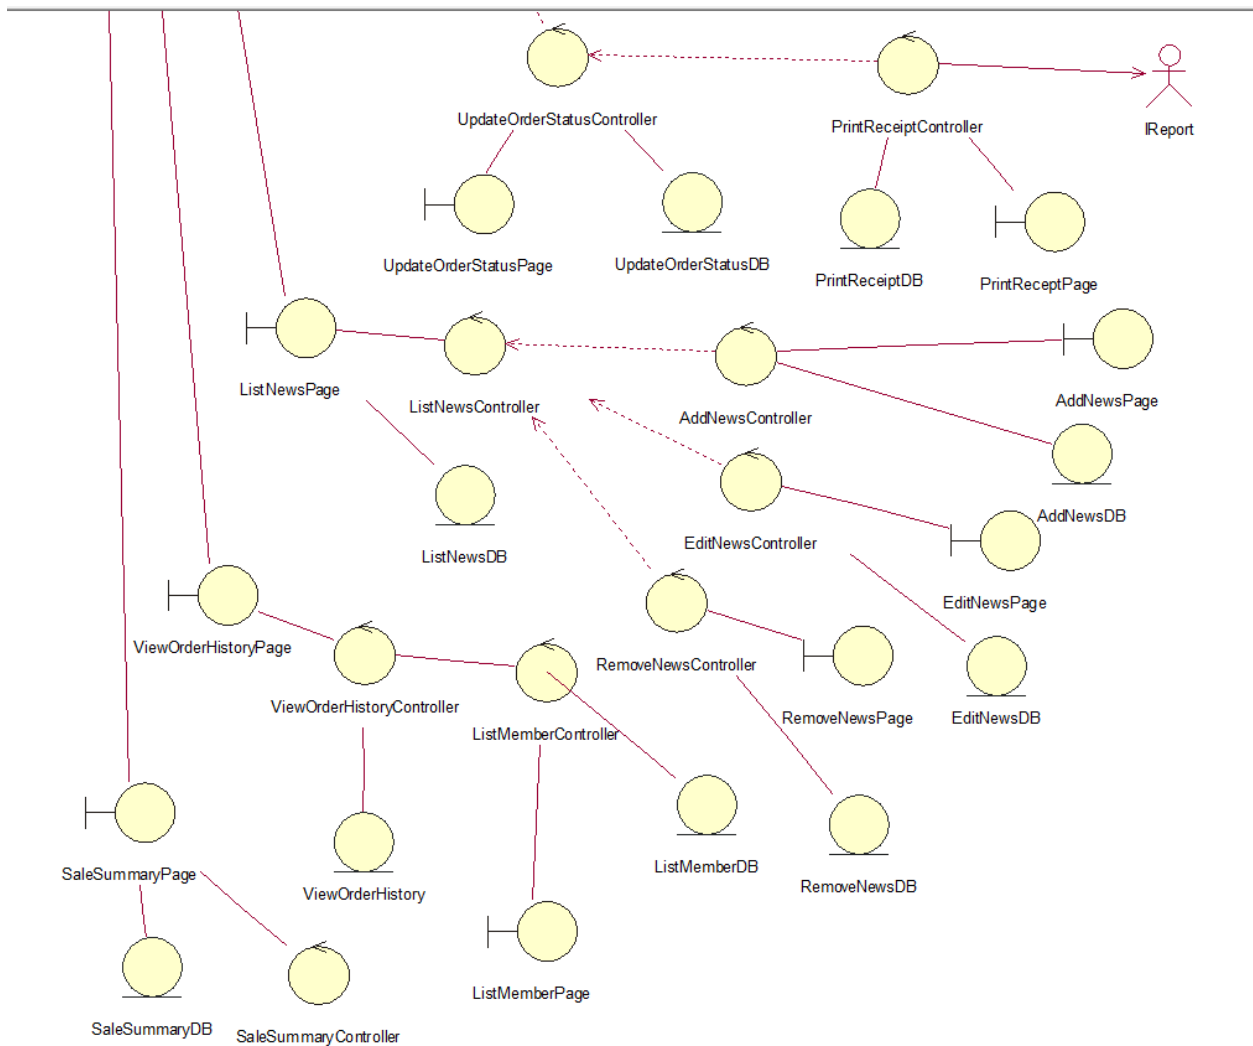 UpdateOrderStatusController
PrintReceiptController
IReport
UpdateOrderStatusPage
UpdateOrderStatusDB
PrintReceiptDB
PrintReceptPage
ListNewsPage
ListNewsController
AddNewsController
AddNewsPage
ListNewsDB
EditNewsController
AddNewsDB
EditNewsPage
ViewOrderHistoryPage
RemoveNewsController
ViewOrderHistoryController
ListMemberController
RemoveNewsPage
EditNewsDB
SaleSummaryPage
ViewOrderHistory
ListMemberDB
RemoveNewsDB
ListMemberPage
SaleSummaryDB
SaleSummaryController